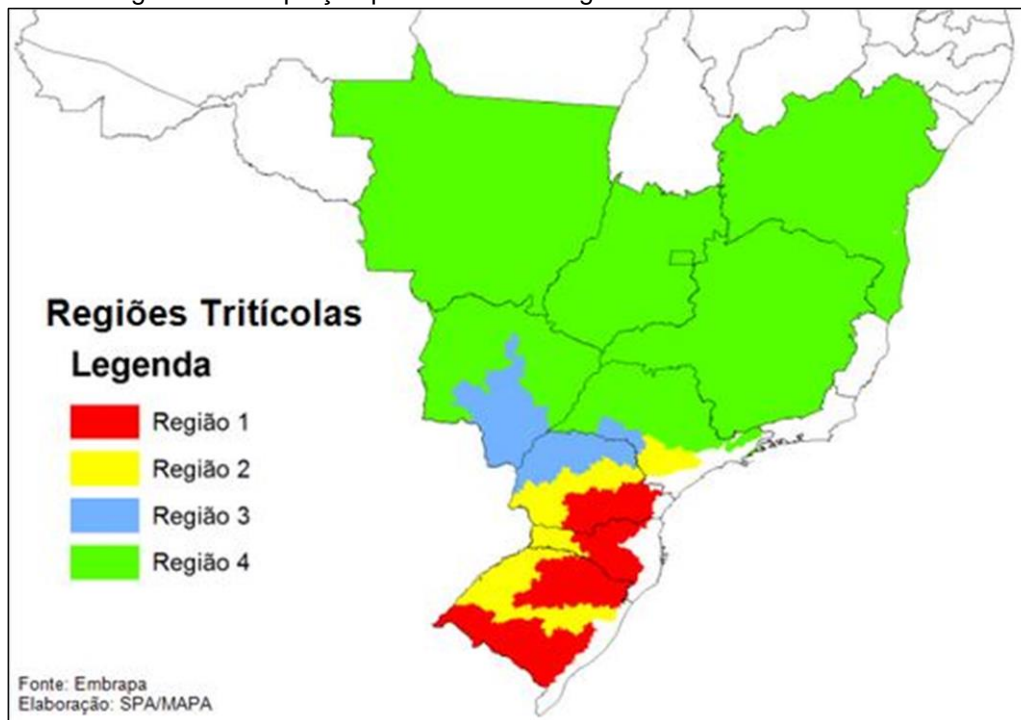 Regiões Tritícolas
Legenda
Região 1
Região 2
Região 3
Região 4
Fonte: Embrapa
Elaboração: SPA/MAPA